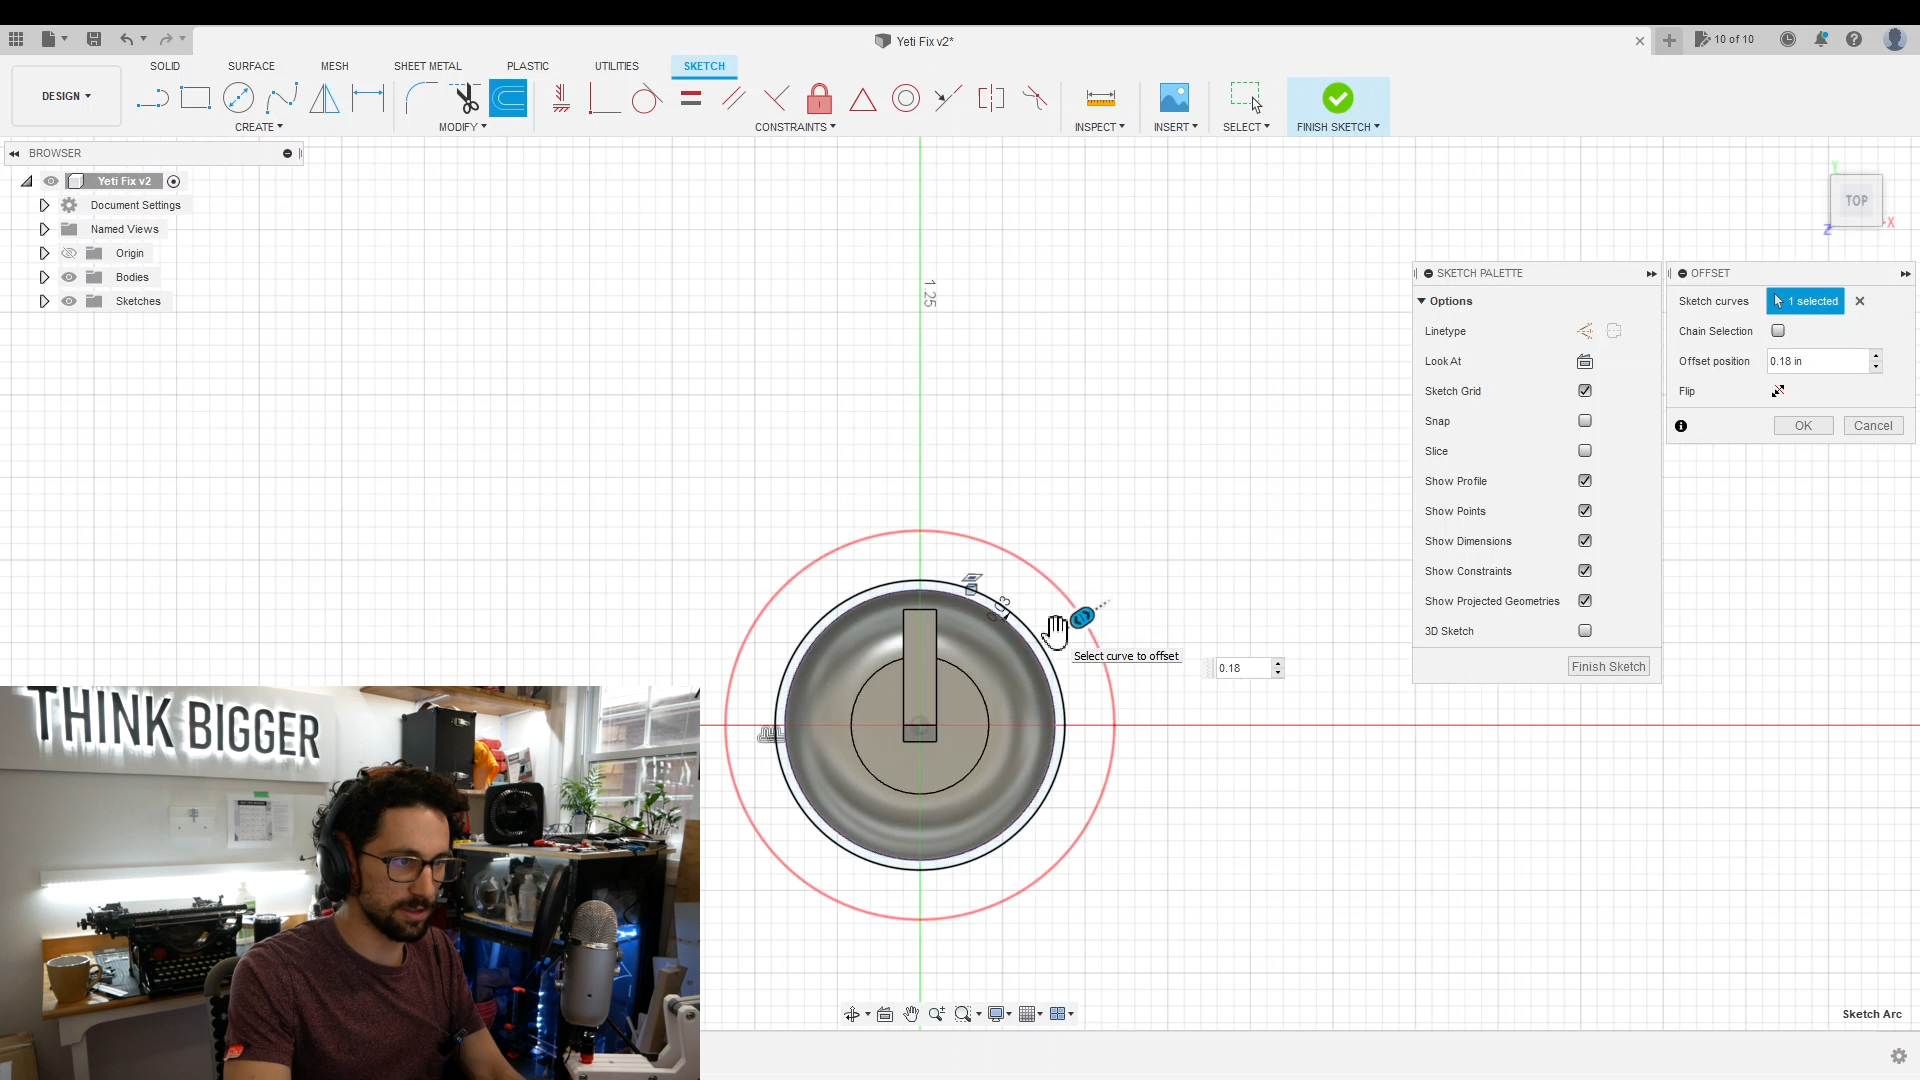 Yeti Fix v2*
10 of 10
SOLID
SURFACE
MESH
SHEET METAL
PLASTIC
UTILITIES
SKETCH
DESIGN
CREATE
MODIFY
CONSTRAINTS
INSPECT
INSERT
SELECT
FINISH SKETCH
BROWSER
Yeti Fix v2
Document Settings
Named Views
Origin
Bodies
Sketches
1.25
Y
TOP
X
Z
SKETCH PALETTE
Options
Linetype
Look At
Sketch Grid
Snap
Slice
Show Profile
Show Points
Show Dimensions
Show Constraints
Show Projected Geometries
3D Sketch
Finish Sketch
OFFSET
Sketch curves
1 selected
Chain Selection
Offset position
0.18 in
Flip
OK
Cancel
0.03
Select curve to offset
0.18
THINK BIGGER
Sketch Arc